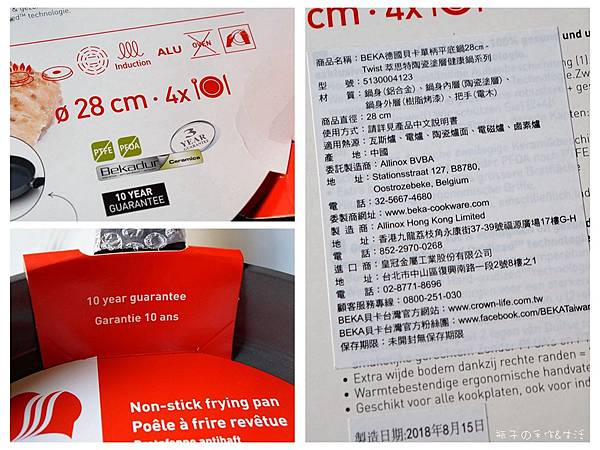 technologie.
Induction
ALU
OVEN
ø 28 cm · 4x
PTFE
PFOA
3
YEAR
GUARANTEE
Bekadur
Ceramica
10 YEAR
GUARANTEE
10 year guarantee
Garantie 10 ans
Non-stick frying pan
Poêle à frire revêtue
Bratpfanne antihaft
cm · 4x
商品名稱：BEKA德國貝卡單柄平底鍋28cm -
Twist 萃思特陶瓷塗層健康鍋系列
型 號：5130004123
材 質：鍋身(鋁合金)、鍋身內層(陶瓷塗層)、
鍋身外層(樹脂烤漆)、把手(電木)
商品直徑：28 cm
使用方式：請詳見產品中文說明書
適用熱源：瓦斯爐、電爐、陶瓷爐面、電磁爐、鹵素爐
產 地：中國
委託製造商：Allinox BVBA
地 址：Stationsstraat 127, B8780,
Oostrozebeke, Belgium
電 話：32-5667-4680
委製商網址：www.beka-cookware.com
製 造 商：Allinox Hong Kong Limited
地 址：香港九龍荔枝角永康街37-39號福源廣場17樓G-H
電 話：852-2970-0268
進 口 商：皇冠金屬工業股份有限公司
地 址：台北市中山區復興南路一段2號8樓之1
電 話：02-8771-8696
顧客服務專線：0800-251-030
BEKA貝卡台灣官方網站：www.crown-life.com.tw
BEKA貝卡台灣官方粉絲團：www.facebook.com/BEKATaiwan
保存期限：未開封無保存期限
• Extra wijde bodem dankzij rechte randen =
• Warmtebestendige ergonomische handvate
• Geschikt voor alle kookplaten, ook voor ind
製造日期:2018年8月15日
瓶子の手作&生活